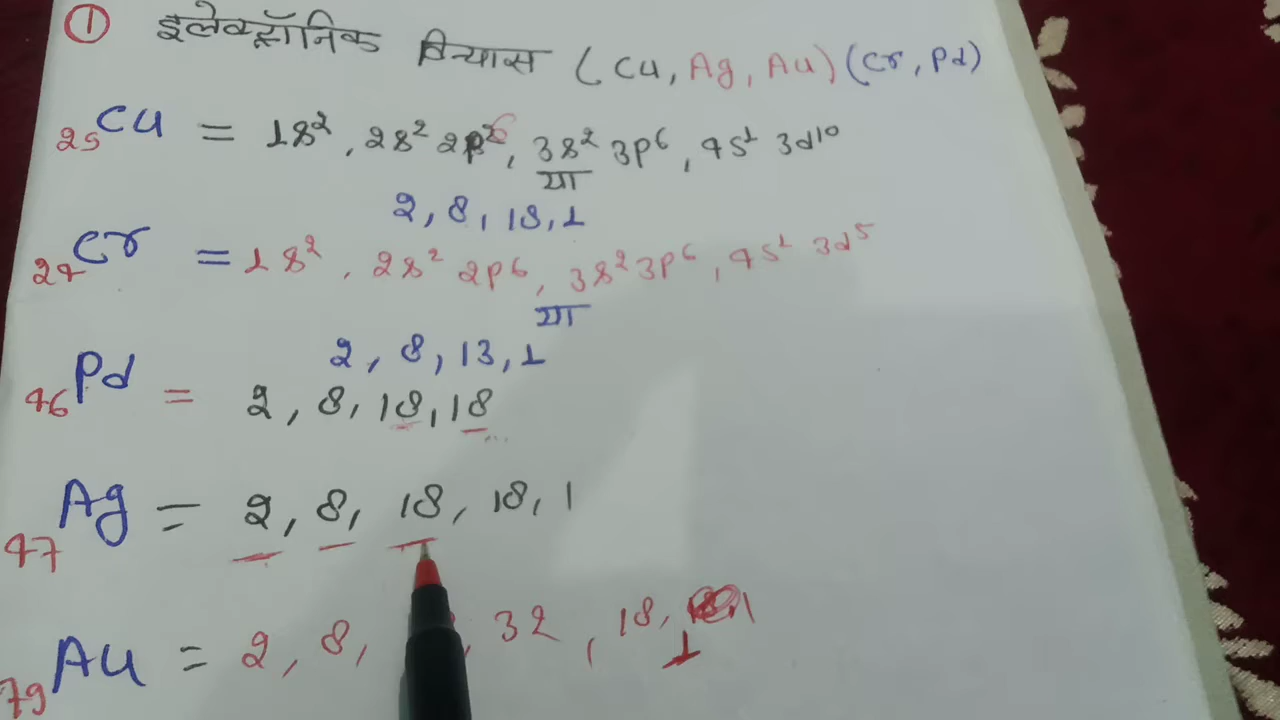 ① इलेक्ट्रॉनिक विन्यास (Cu, Ag, Au) (Cr, Pd)
29Cu = 1s², 2s² 2p⁶, 3s² 3p⁶, 4s¹ 3d¹⁰
या
2, 8, 18, 1
24Cr = 1s², 2s² 2p⁶, 3s² 3p⁶, 4s¹ 3d⁵
या
2, 8, 13, 1
46Pd = 2, 8, 18, 18
47Ag = 2, 8, 18, 18, 1
79Au = 2, 8, , 32, 18, 1